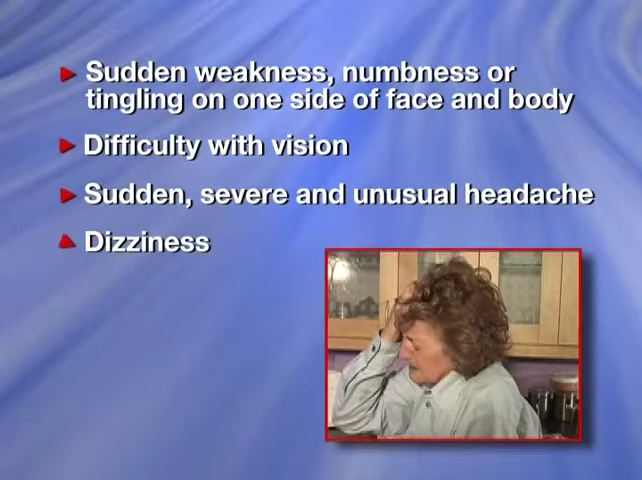 Sudden weakness, numbness or
tingling on one side of face and body
Difficulty with vision
Sudden, severe and unusual headache
Dizziness